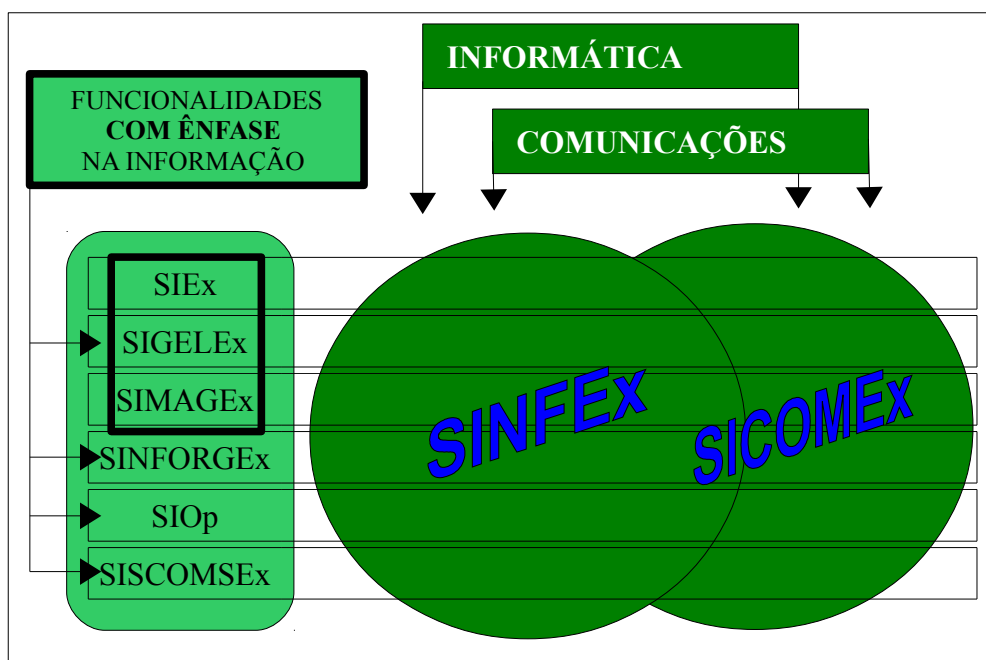 INFORMÁTICA
COMUNICAÇÕES
FUNCIONALIDADES
COM ÊNFASE
NA INFORMAÇÃO
SIEx
SIGELEx
SIMAGEx
SINFORGEx
SIOp
SISCOMSEx
SINFEx
SICOMEx